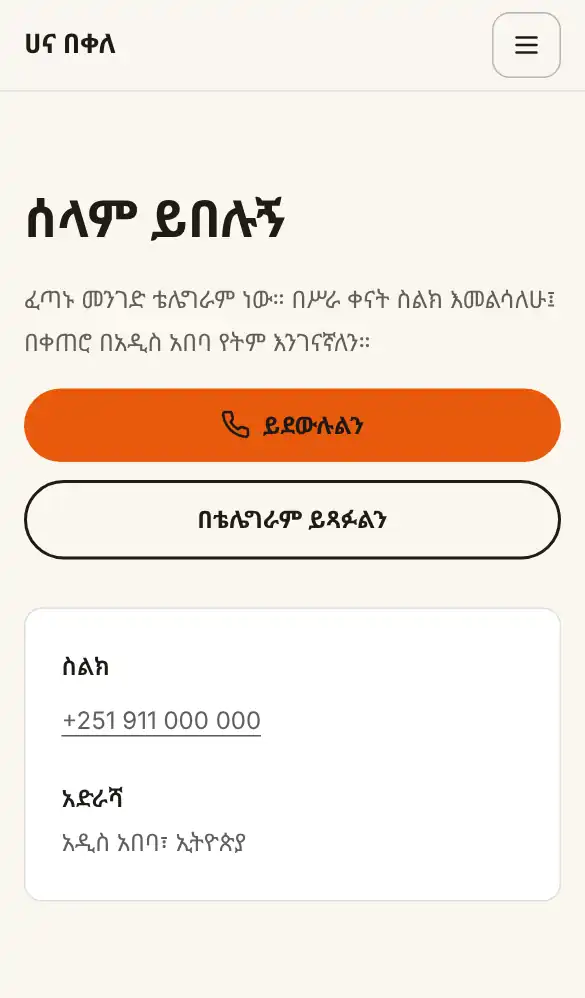 ሀና በቀለ
ሰላም ይበሉኝ
ፈጣኑ መንገድ ቴሌግራም ነው። በሥራ ቀናት ስልክ እመልሳለሁ፤
በቀጠሮ በአዲስ አበባ የትም እንገናኛለን።
ይደውሉልን
በቴሌግራም ይጻፉልን
ስልክ
+251 911 000 000
አድራሻ
አዲስ አበባ፣ ኢትዮጵያ